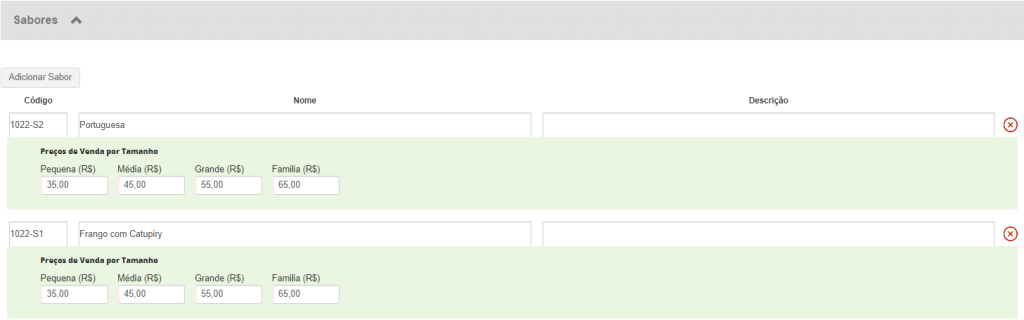 Sabores
Adicionar Sabor
Código Nome Descrição
1022-S2 Portuguesa
Preços de Venda por Tamanho
Pequena (R$) Média (R$) Grande (R$) Família (R$)
35,00 45,00 55,00 65,00
1022-S1 Frango com Catupiry
Preços de Venda por Tamanho
Pequena (R$) Média (R$) Grande (R$) Família (R$)
35,00 45,00 55,00 65,00